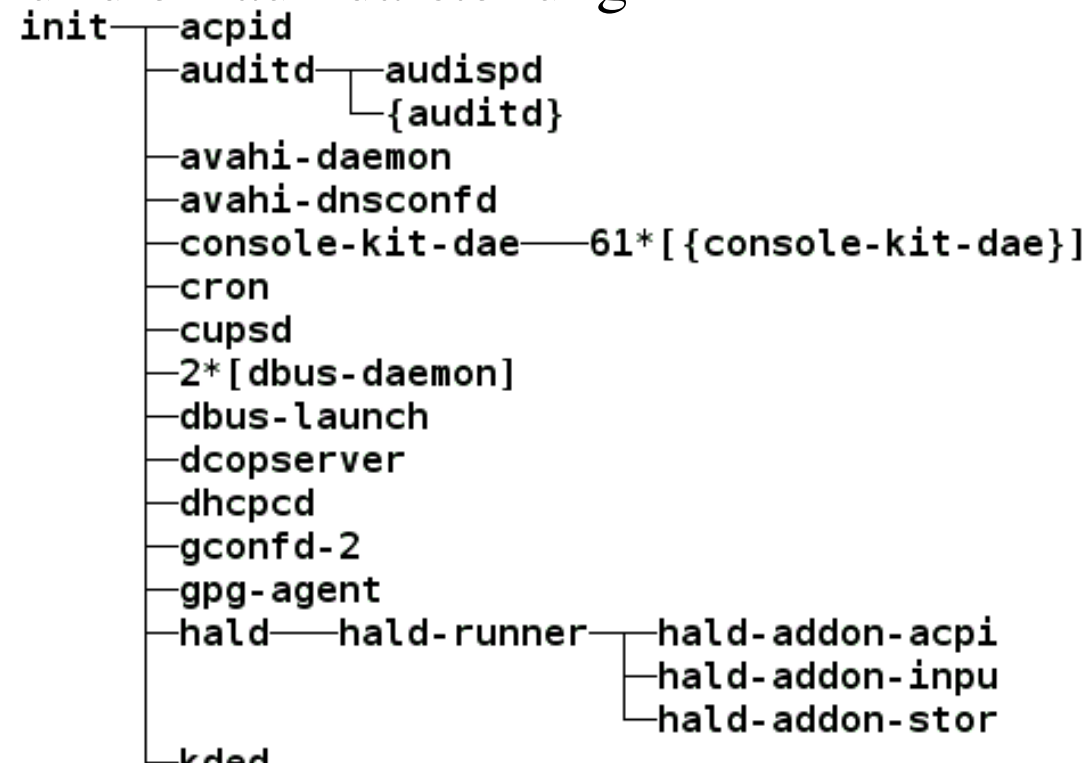 init acpid
auditd audispd
{auditd}
avahi-daemon
avahi-dnsconfd
console-kit-dae 61*[{console-kit-dae}]
cron
cupsd
2*[dbus-daemon]
dbus-launch
dcopserver
dhcpcd
gconfd-2
gpg-agent
hald hald-runner hald-addon-acpi
hald-addon-inpu
hald-addon-stor
kded